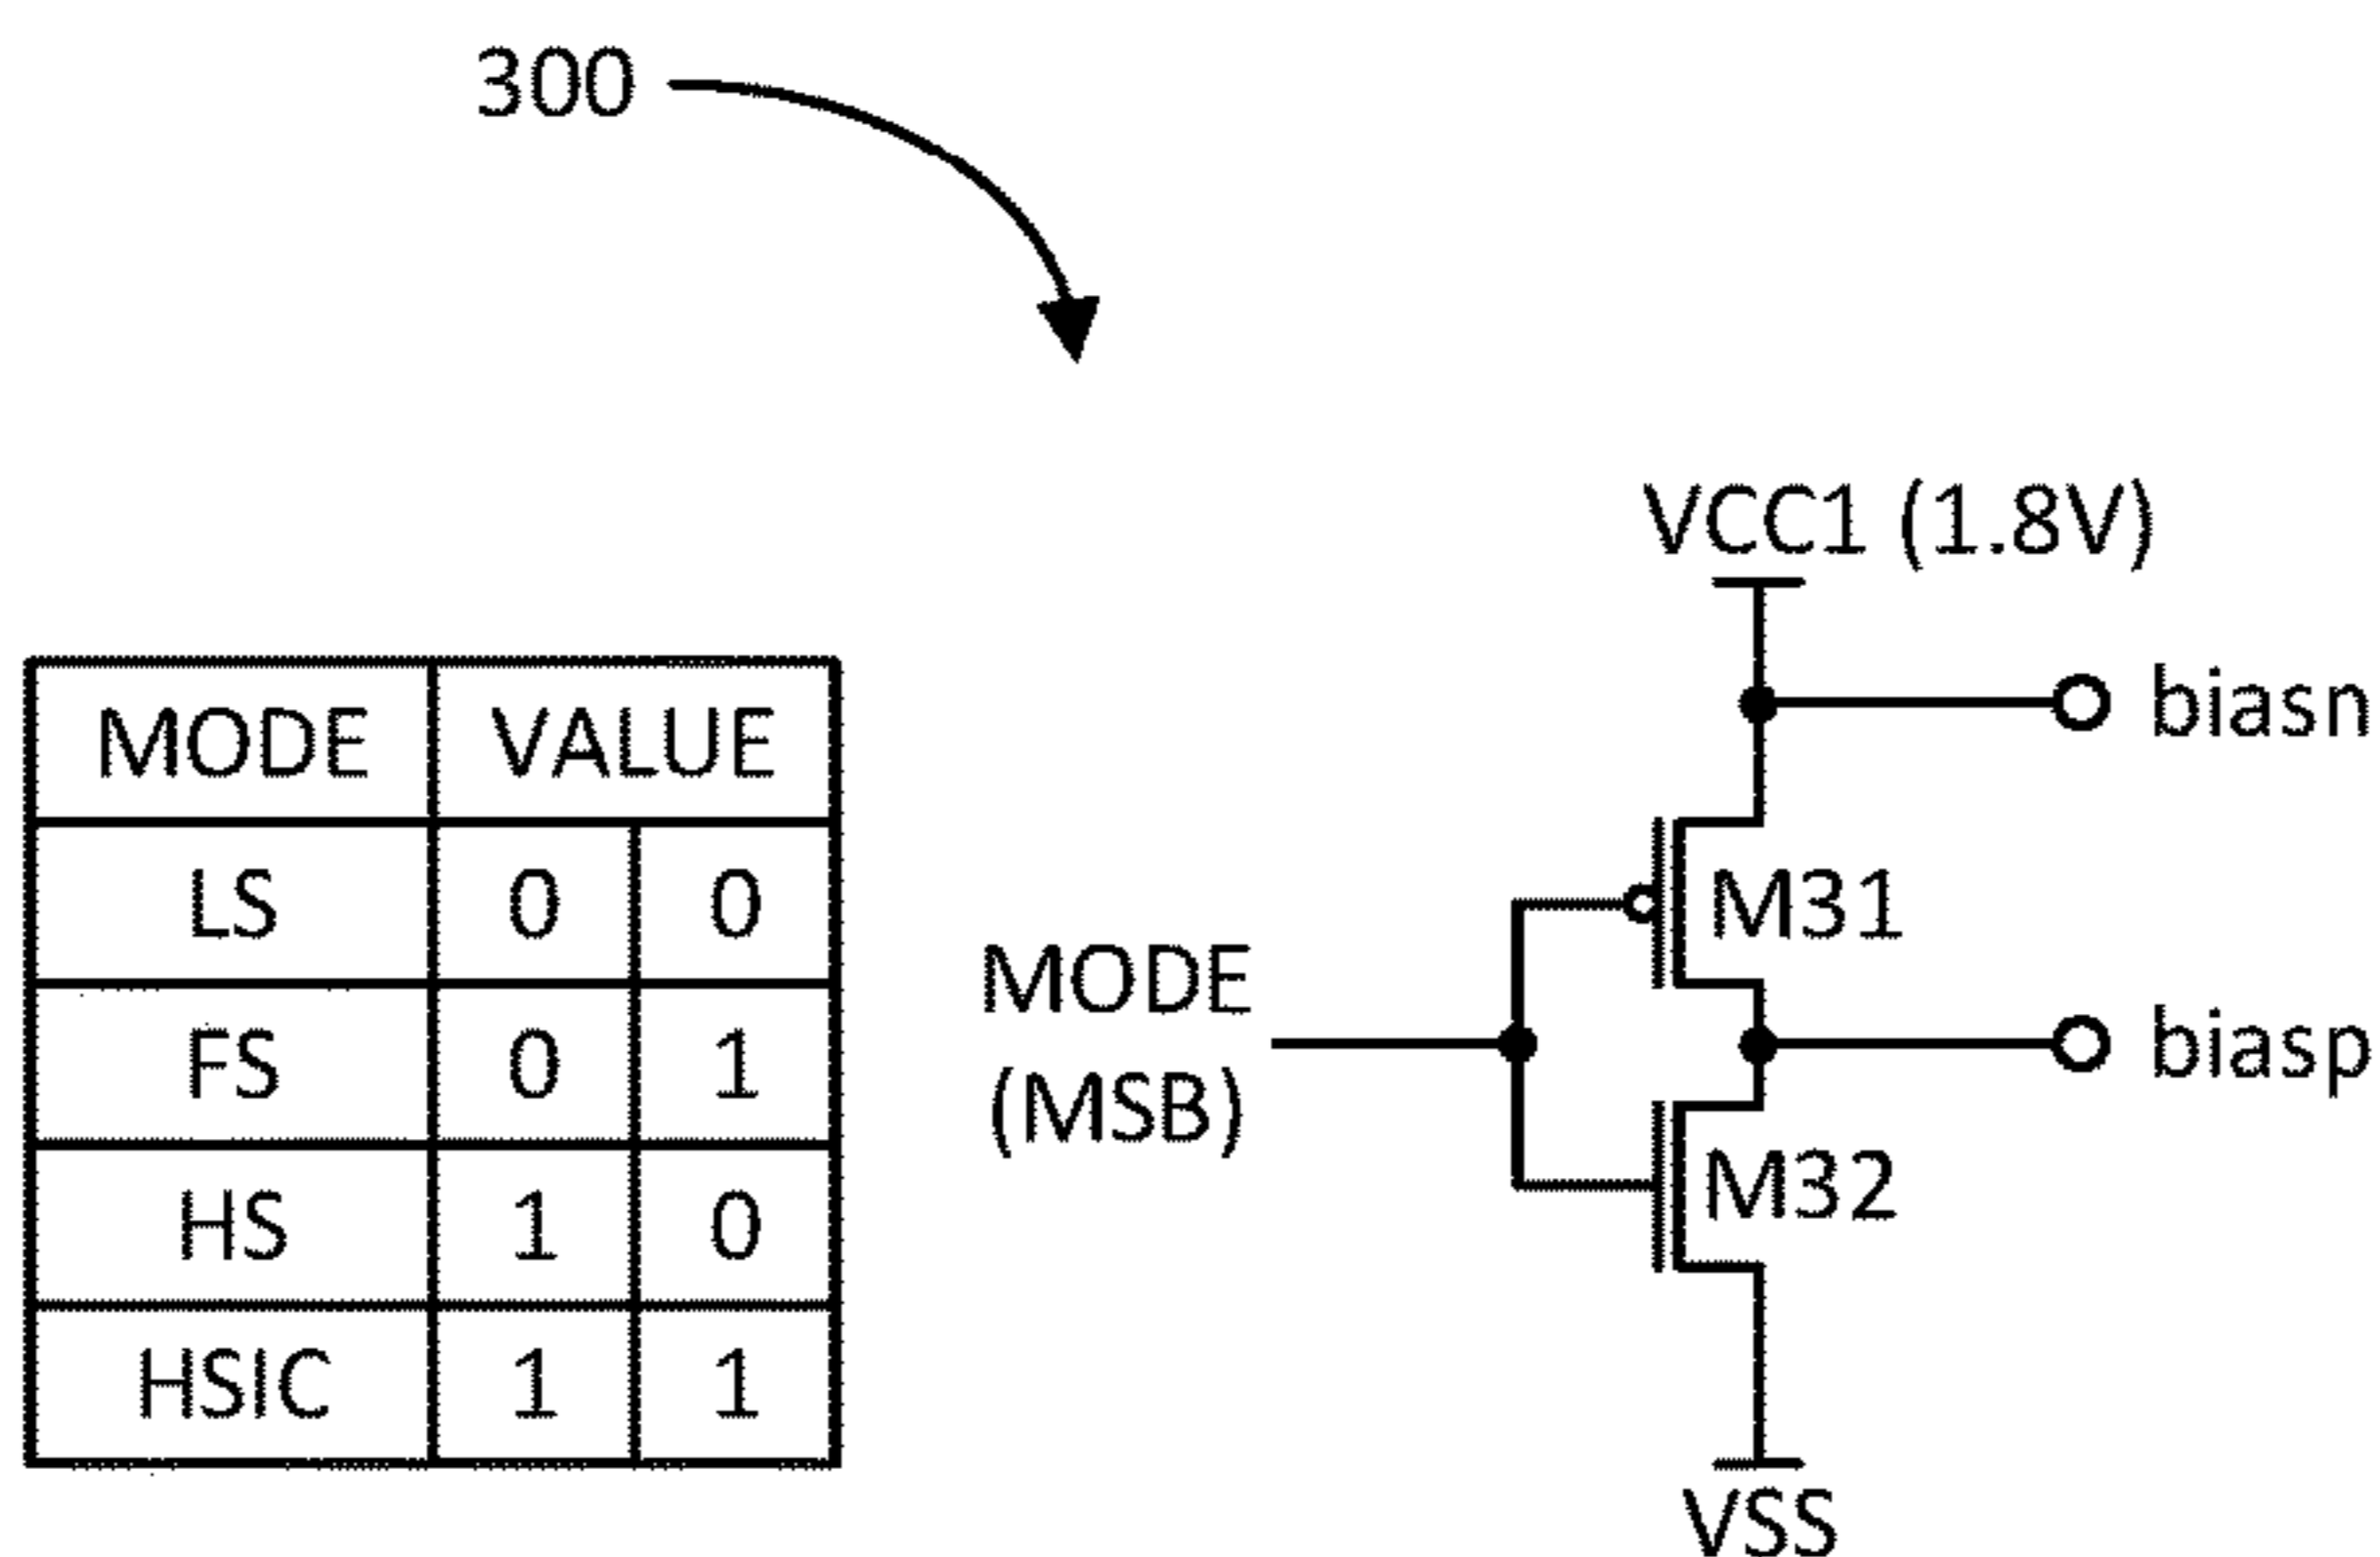 300
MODE VALUE
LS 0 0
FS 0 1
HS 1 0
HSIC 1 1
MODE
(MSB)
VCC1 (1.8V)
biasn
M31
biasp
M32
VSS